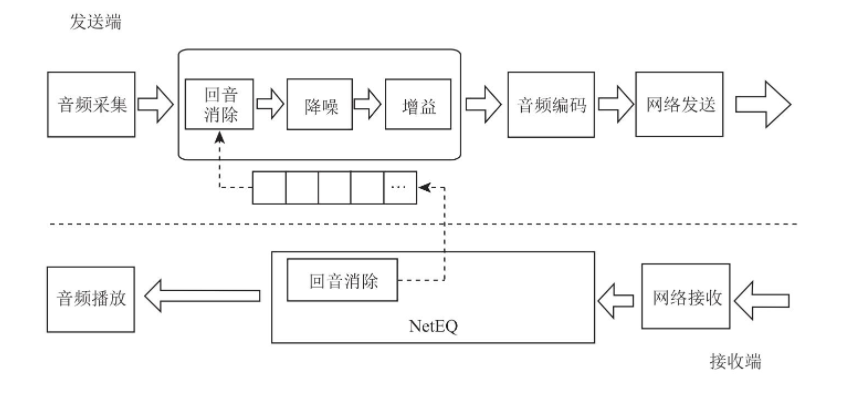 发送端
音频采集
回音
消除
降噪
增益
音频编码
网络发送
...
音频播放
回音消除
NetEQ
网络接收
接收端